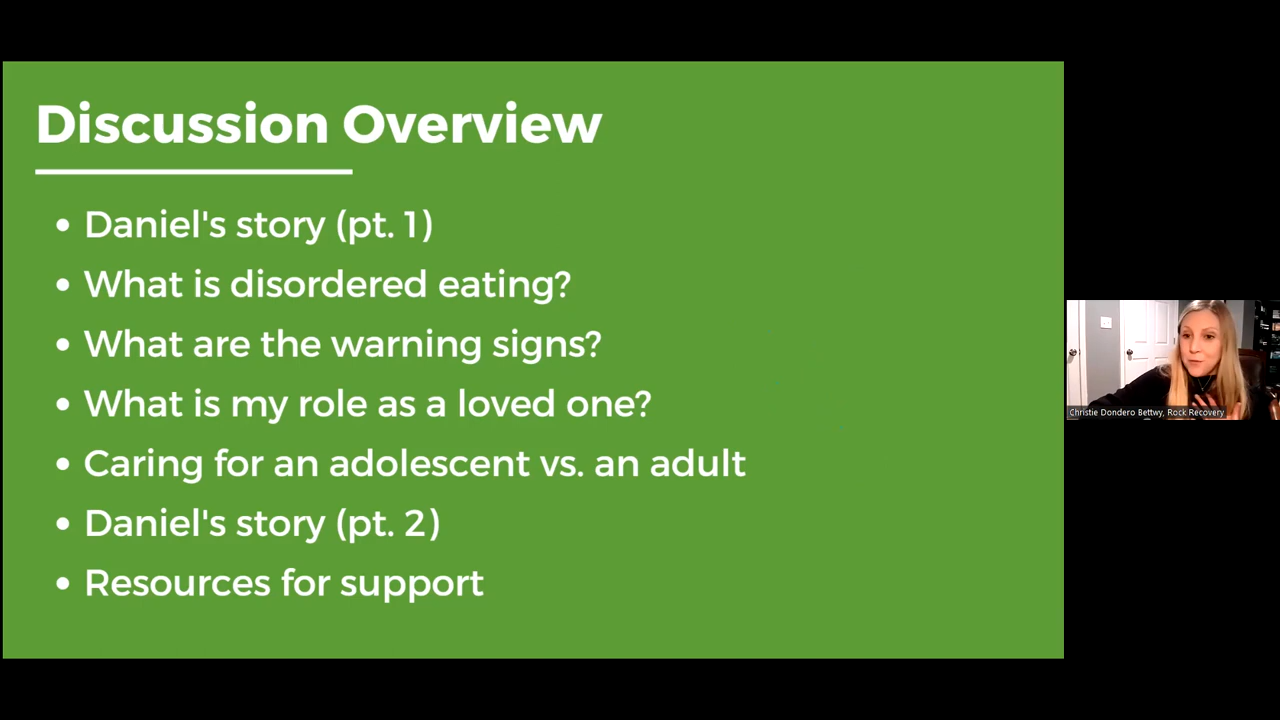 Discussion Overview
• Daniel's story (pt. 1)
• What is disordered eating?
• What are the warning signs?
• What is my role as a loved one?
• Caring for an adolescent vs. an adult
• Daniel's story (pt. 2)
• Resources for support
Christie Dondero Bettwy, Rock Recovery